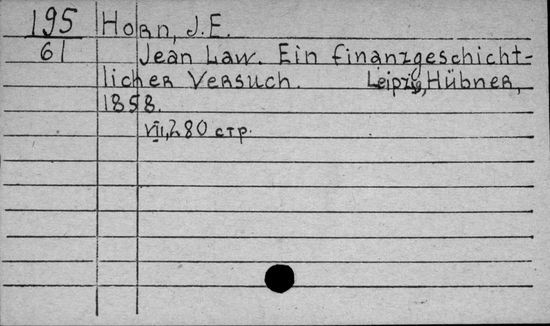 195 Horn, J.E.
61 Jean Law. Ein finanzgeschicht-
licher Versuch. Leipzig, Hübner,
1858.
VII, 280 стр.